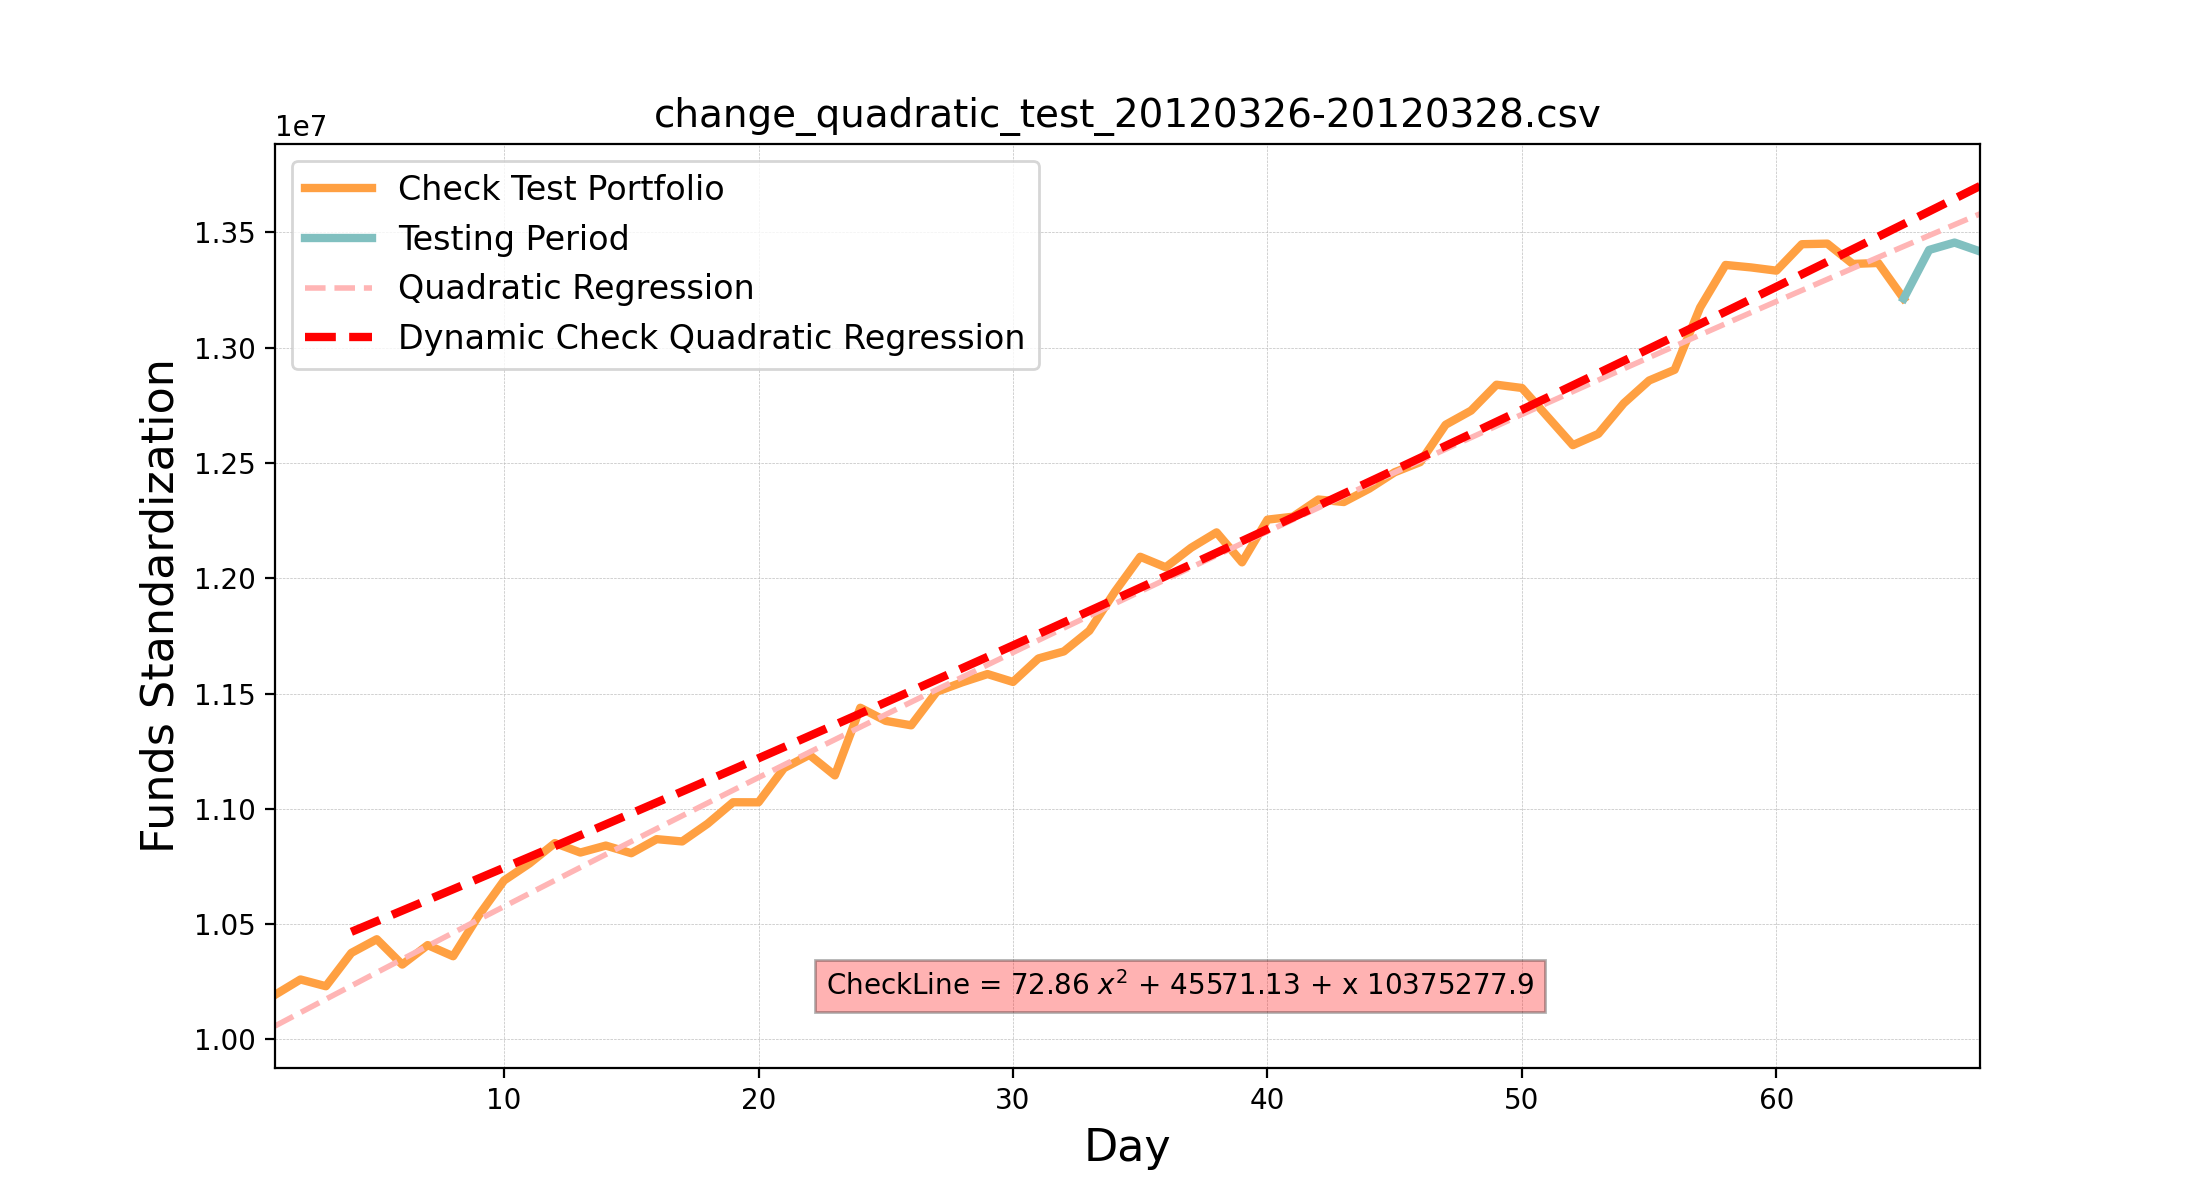 change_quadratic_test_20120326-20120328.csv
1e7
Check Test Portfolio
Testing Period
Quadratic Regression
Dynamic Check Quadratic Regression
1.35
1.30
1.25
1.20
1.15
1.10
1.05
1.00
Funds Standardization
CheckLine = 72.86 x² + 45571.13 + x 10375277.9
10 20 30 40 50 60
Day